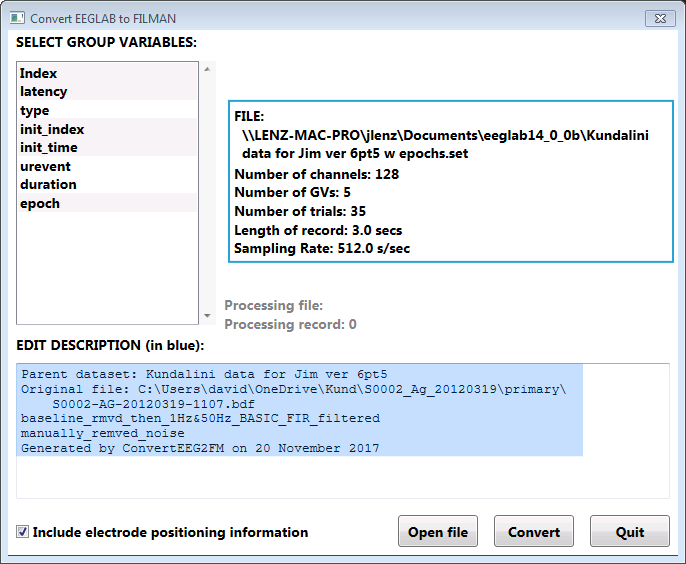 Convert EEGLAB to FILMAN
SELECT GROUP VARIABLES:
Index
latency
type
init_index
init_time
urevent
duration
epoch
FILE:
\\LENZ-MAC-PRO\jlenz\Documents\eeglab14_0_0b\Kundalini
data for Jim ver 6pt5 w epochs.set
Number of channels: 128
Number of GVs: 5
Number of trials: 35
Length of record: 3.0 secs
Sampling Rate: 512.0 s/sec
Processing file:
Processing record: 0
EDIT DESCRIPTION (in blue):
Parent dataset: Kundalini data for Jim ver 6pt5
Original file: C:\Users\david\OneDrive\Kund\S0002_Ag_20120319\primary\
S0002-AG-20120319-1107.bdf
baseline_rmvd_then_1Hz&50Hz_BASIC_FIR_filtered
manually_remved_noise
Generated by ConvertEEG2FM on 20 November 2017
Include electrode positioning information
Open file
Convert
Quit